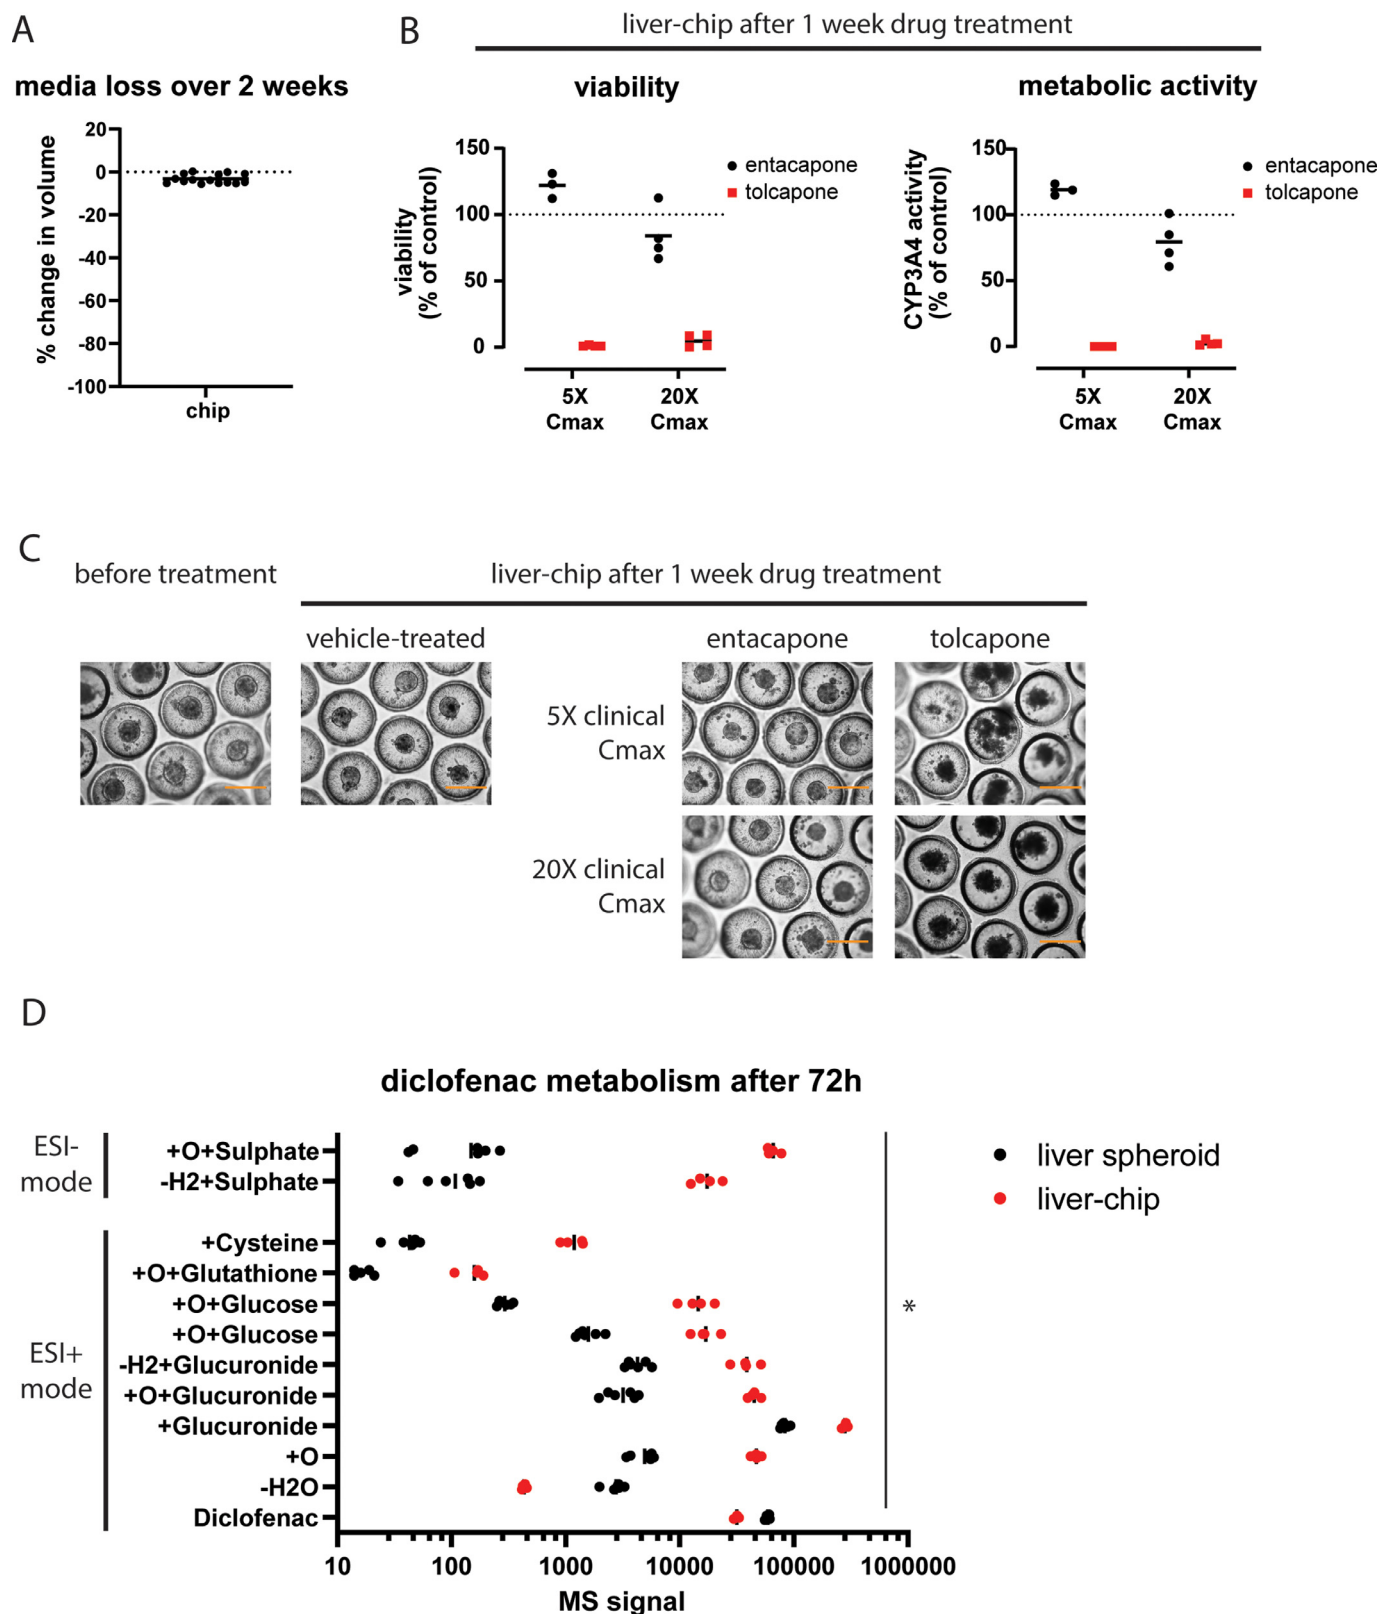 A
media loss over 2 weeks
% change in volume
20
0
-20
-40
-60
-80
-100
chip
B
liver-chip after 1 week drug treatment
viability
viability
(% of control)
150
100
50
0
5X
Cmax
20X
Cmax
entacapone
tolcapone
metabolic activity
CYP3A4 activity
(% of control)
150
100
50
0
5X
Cmax
20X
Cmax
entacapone
tolcapone
C
before treatment
liver-chip after 1 week drug treatment
vehicle-treated
entacapone
tolcapone
5X clinical
Cmax
20X clinical
Cmax
D
diclofenac metabolism after 72h
ESI-
mode
+O+Sulphate
-H2+Sulphate
ESI+
mode
+Cysteine
+O+Glutathione
+O+Glucose
+O+Glucose
-H2+Glucuronide
+O+Glucuronide
+Glucuronide
+O
-H2O
Diclofenac
10
100
1000
10000
100000
1000000
MS signal
*
liver spheroid
liver-chip